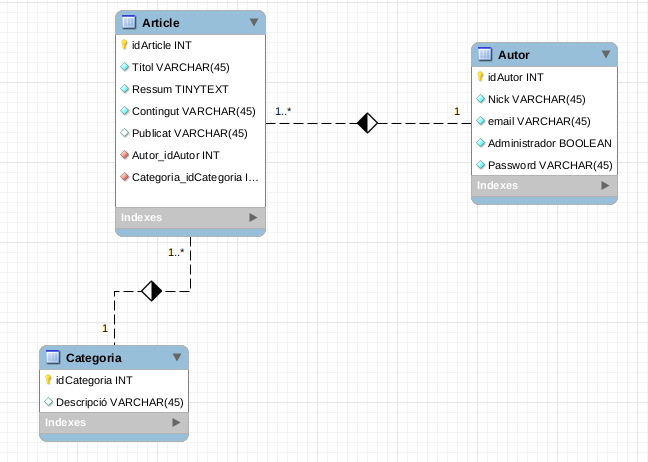 Article
idArticle INT
Titol VARCHAR(45)
Ressum TINYTEXT
Contingut VARCHAR(45)
Publicat VARCHAR(45)
Autor_idAutor INT
Categoria_idCategoria I...
Indexes
1..*
1
Autor
idAutor INT
Nick VARCHAR(45)
email VARCHAR(45)
Administrador BOOLEAN
Password VARCHAR(45)
Indexes
1..*
1
Categoria
idCategoria INT
Descripció VARCHAR(45)
Indexes